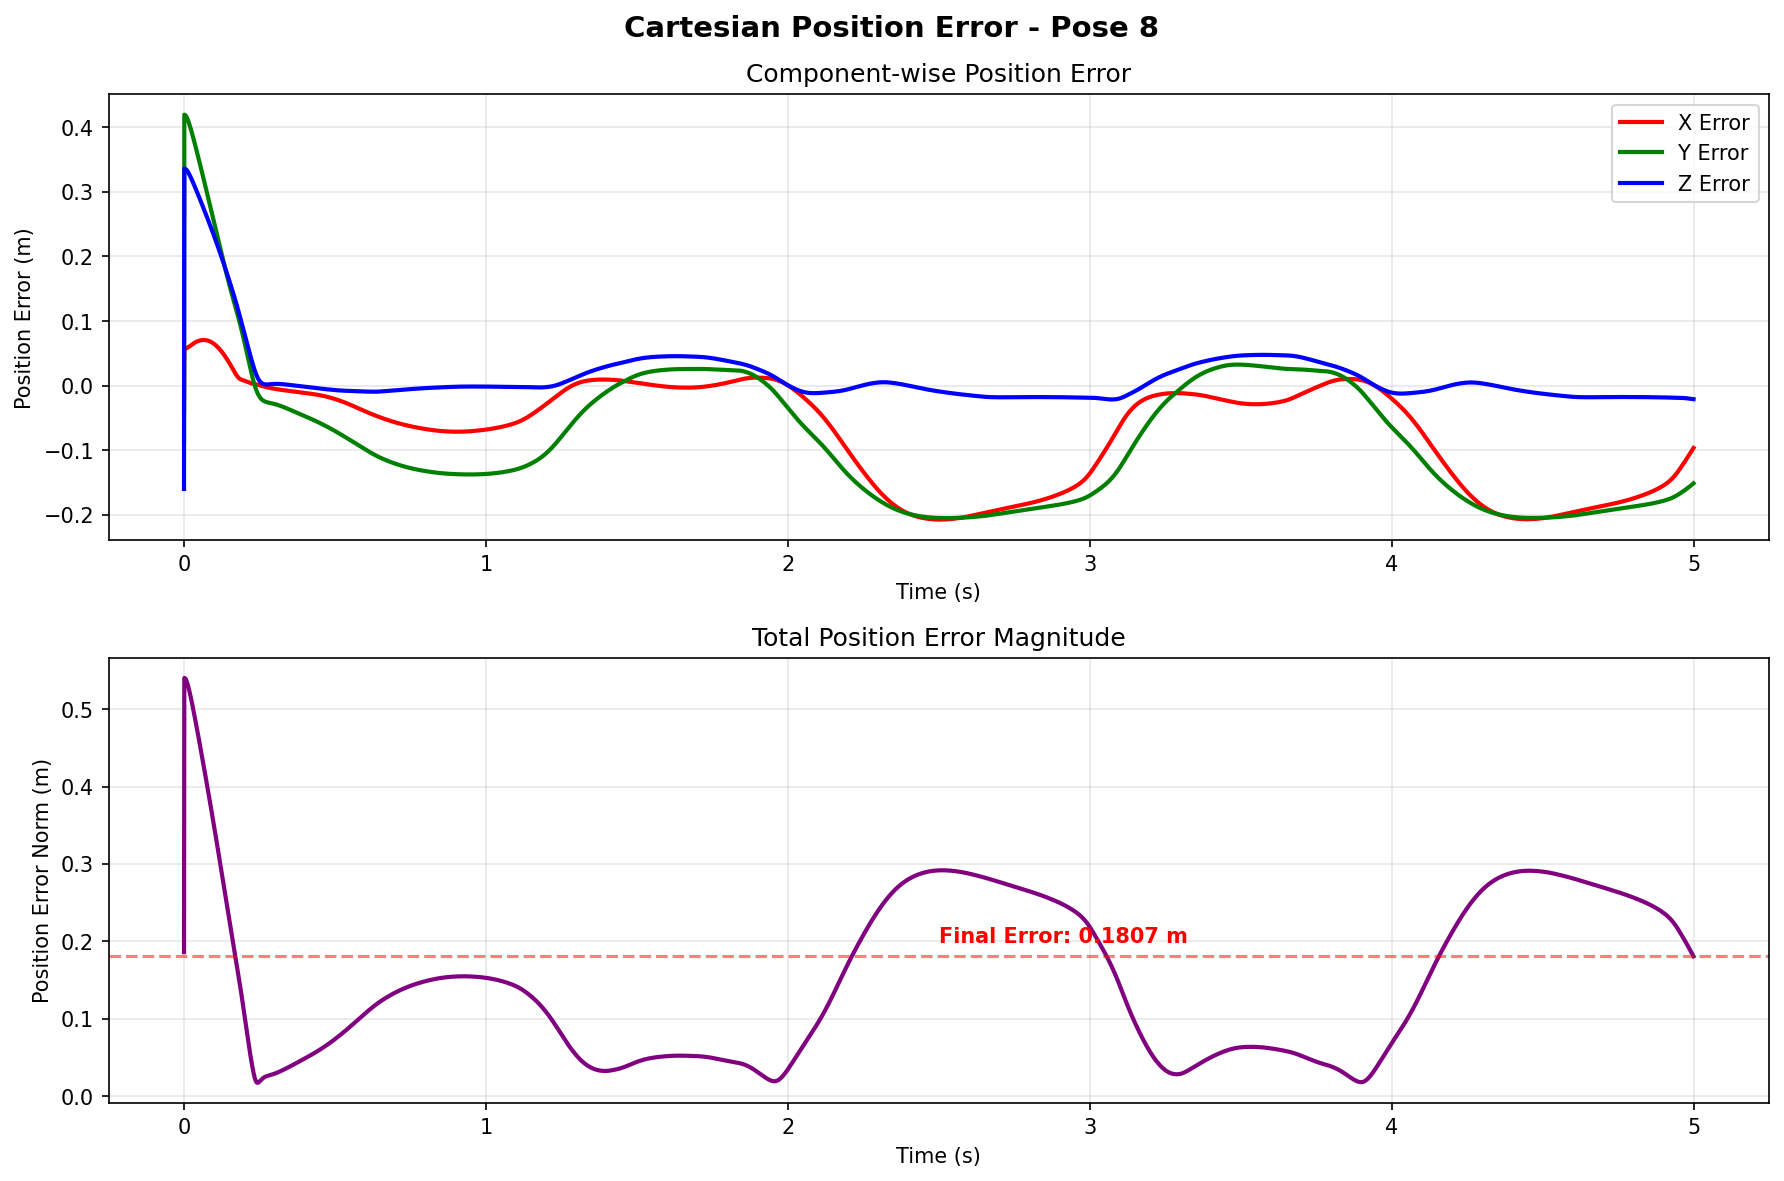 Cartesian Position Error - Pose 8
Component-wise Position Error
Position Error (m)
0.4
0.3
0.2
0.1
0.0
−0.1
−0.2
X Error
Y Error
Z Error
0 1 2 3 4 5
Time (s)
Total Position Error Magnitude
Position Error Norm (m)
0.5
0.4
0.3
0.2
0.1
0.0
Final Error: 0.1807 m
0 1 2 3 4 5
Time (s)